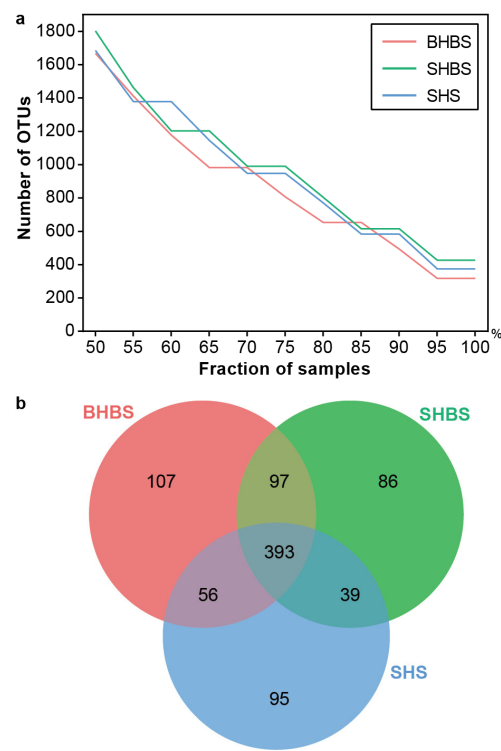 a
1800
1600
1400
1200
1000
800
600
400
200
0
Number of OTUs
BHBS
SHBS
SHS
50 55 60 65 70 75 80 85 90 95 100 %
Fraction of samples
b
BHBS
SHBS
107 97 86
393
56 39
SHS
95